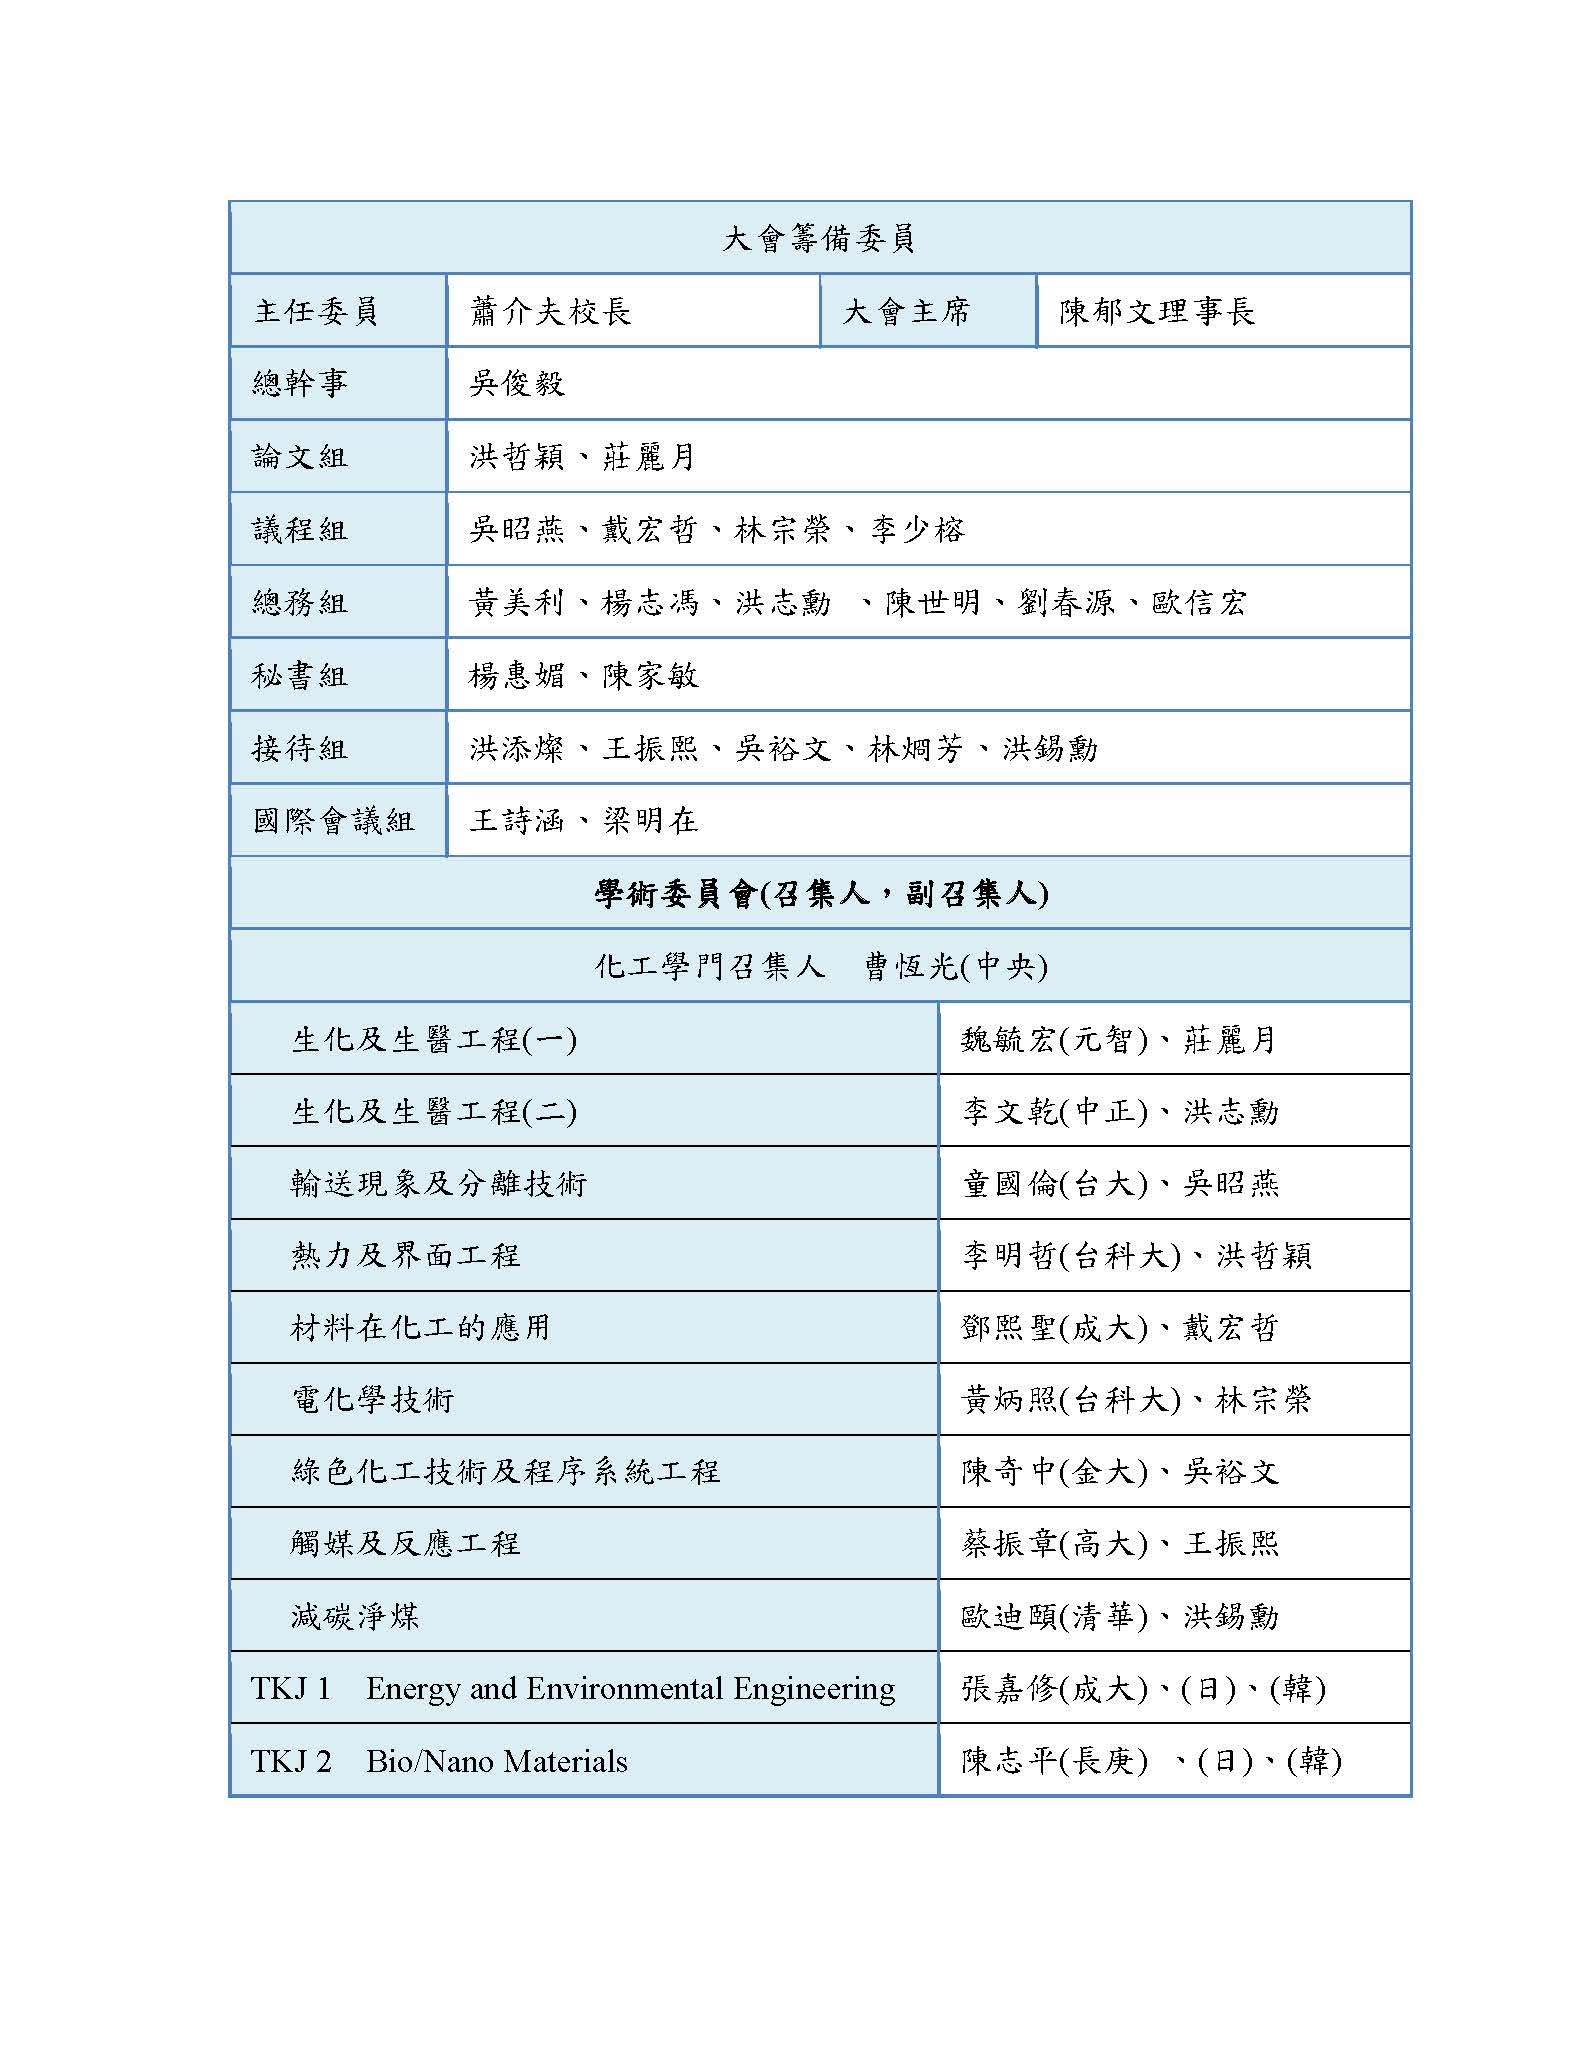 大會籌備委員
主任委員 蕭介夫校長 大會主席 陳郁文理事長
總幹事 吳俊毅
論文組 洪哲穎、莊麗月
議程組 吳昭燕、戴宏哲、林宗榮、李少榕
總務組 黃美利、楊志馮、洪志勳 、陳世明、劉春源、歐信宏
秘書組 楊惠媚、陳家敏
接待組 洪添燦、王振熙、吳裕文、林烱芳、洪錫勳
國際會議組 王詩涵、梁明在
學術委員會(召集人，副召集人)
化工學門召集人 曹恆光(中央)
生化及生醫工程(一) 魏毓宏(元智)、莊麗月
生化及生醫工程(二) 李文乾(中正)、洪志勳
輸送現象及分離技術 童國倫(台大)、吳昭燕
熱力及界面工程 李明哲(台科大)、洪哲穎
材料在化工的應用 鄧熙聖(成大)、戴宏哲
電化學技術 黃炳照(台科大)、林宗榮
綠色化工技術及程序系統工程 陳奇中(金大)、吳裕文
觸媒及反應工程 蔡振章(高大)、王振熙
減碳淨煤 歐迪頤(清華)、洪錫勳
TKJ 1 Energy and Environmental Engineering 張嘉修(成大)、(日)、(韓)
TKJ 2 Bio/Nano Materials 陳志平(長庚) 、(日)、(韓)